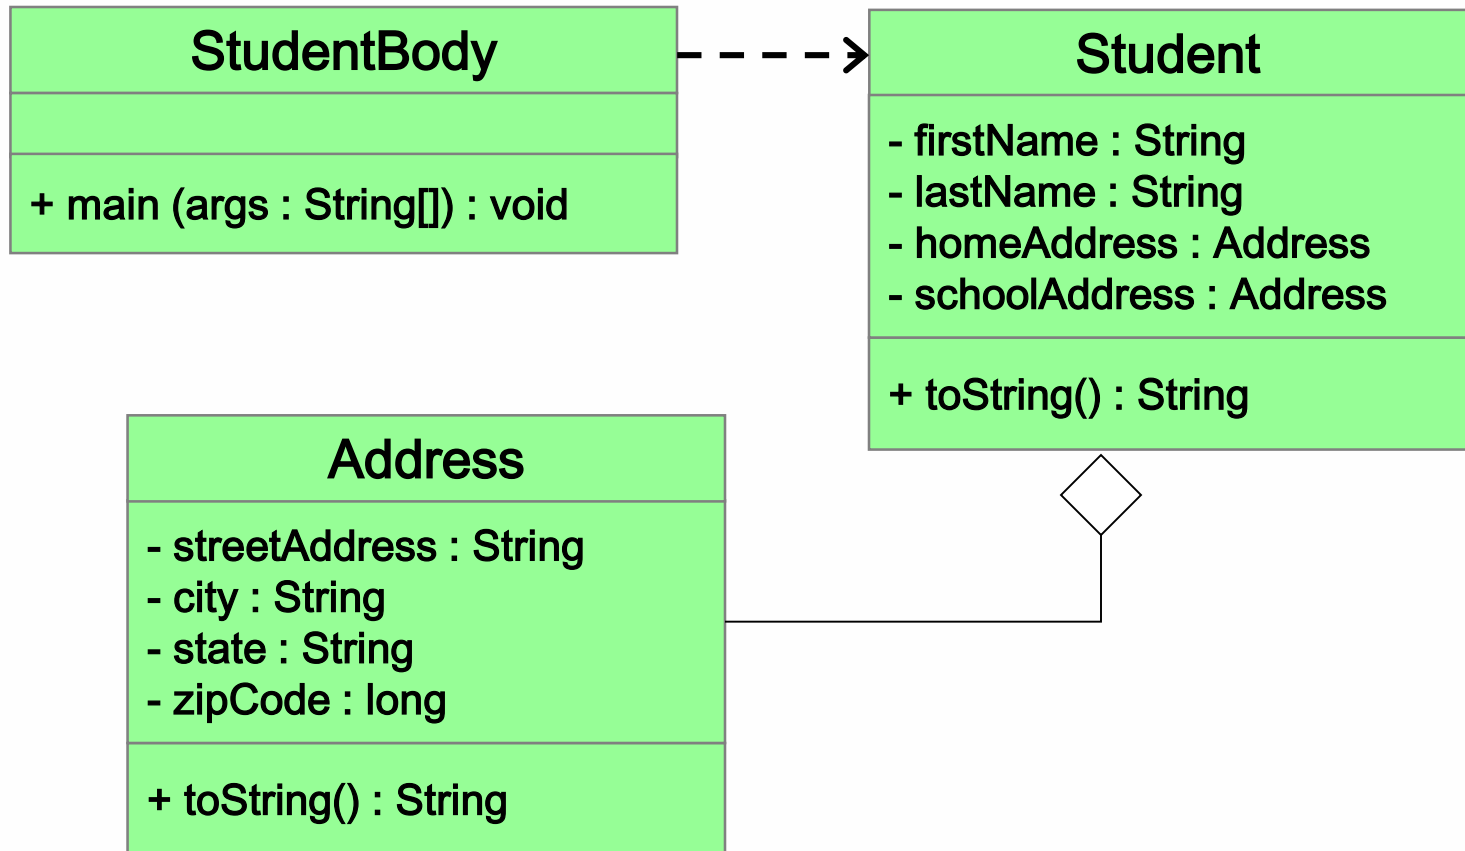 StudentBody
+ main (args : String[]) : void
Student
- firstName : String
- lastName : String
- homeAddress : Address
- schoolAddress : Address
+ toString() : String
Address
- streetAddress : String
- city : String
- state : String
- zipCode : long
+ toString() : String